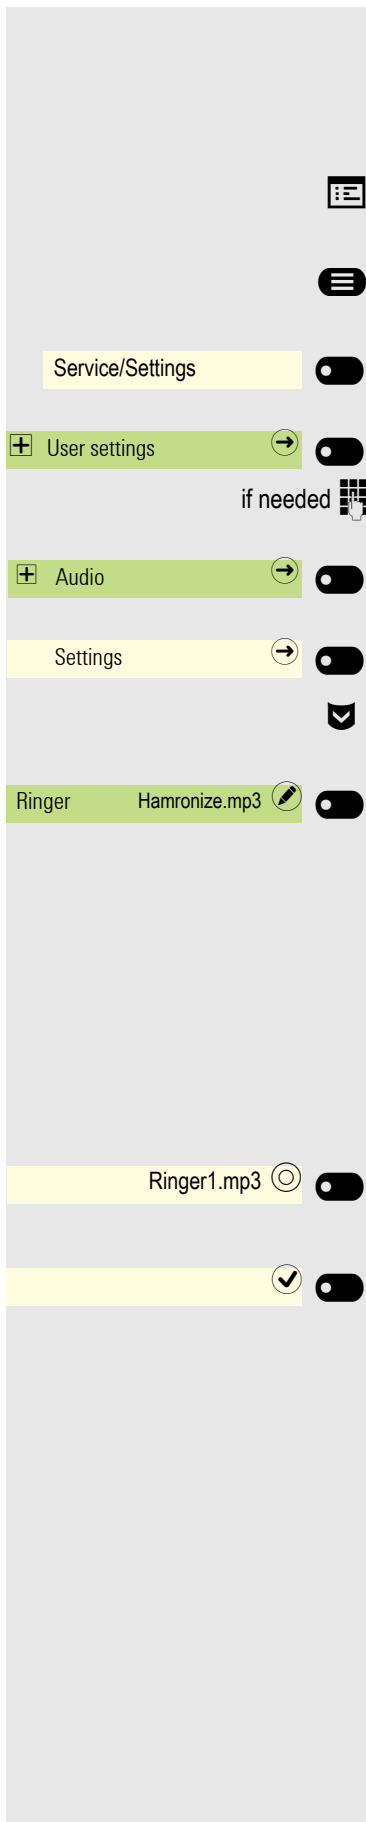 Service/Settings
User settings
if needed
Audio
Settings
Ringer Hamronize.mp3
Ringer1.mp3